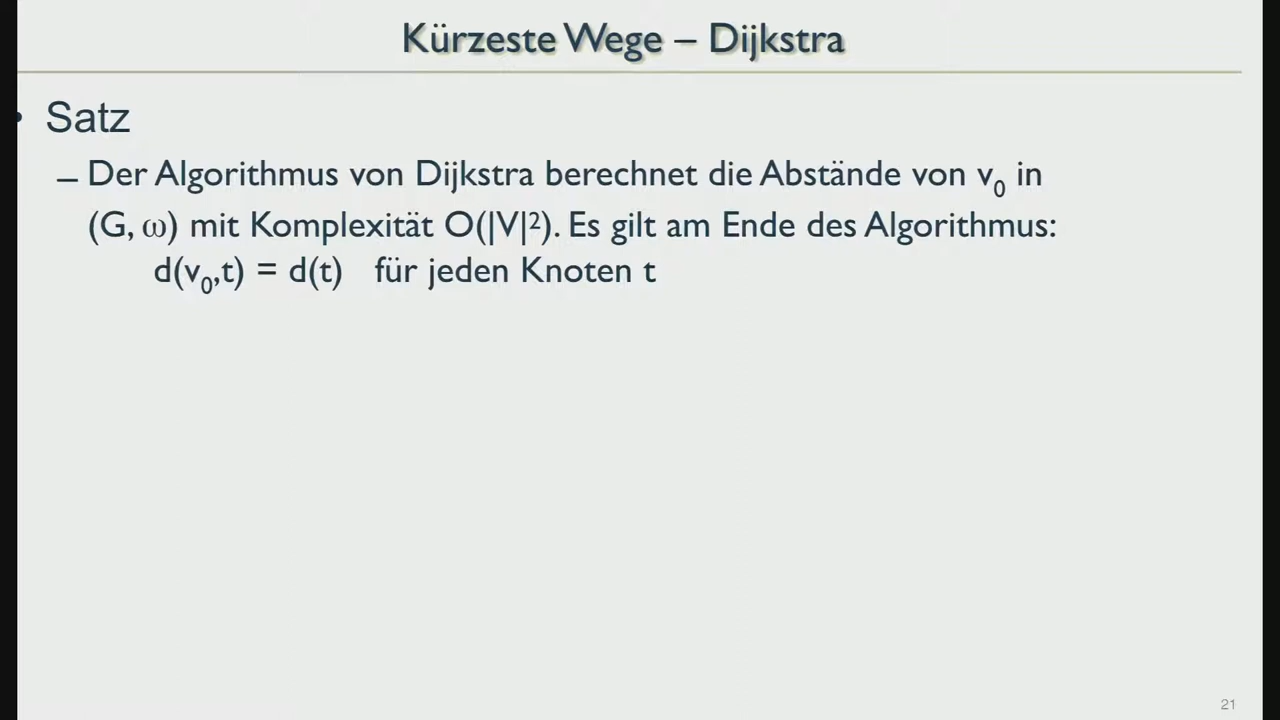 Kürzeste Wege – Dijkstra
• Satz
– Der Algorithmus von Dijkstra berechnet die Abstände von v₀ in
(G, ω) mit Komplexität O(|V|²). Es gilt am Ende des Algorithmus:
d(v₀,t) = d(t) für jeden Knoten t
21